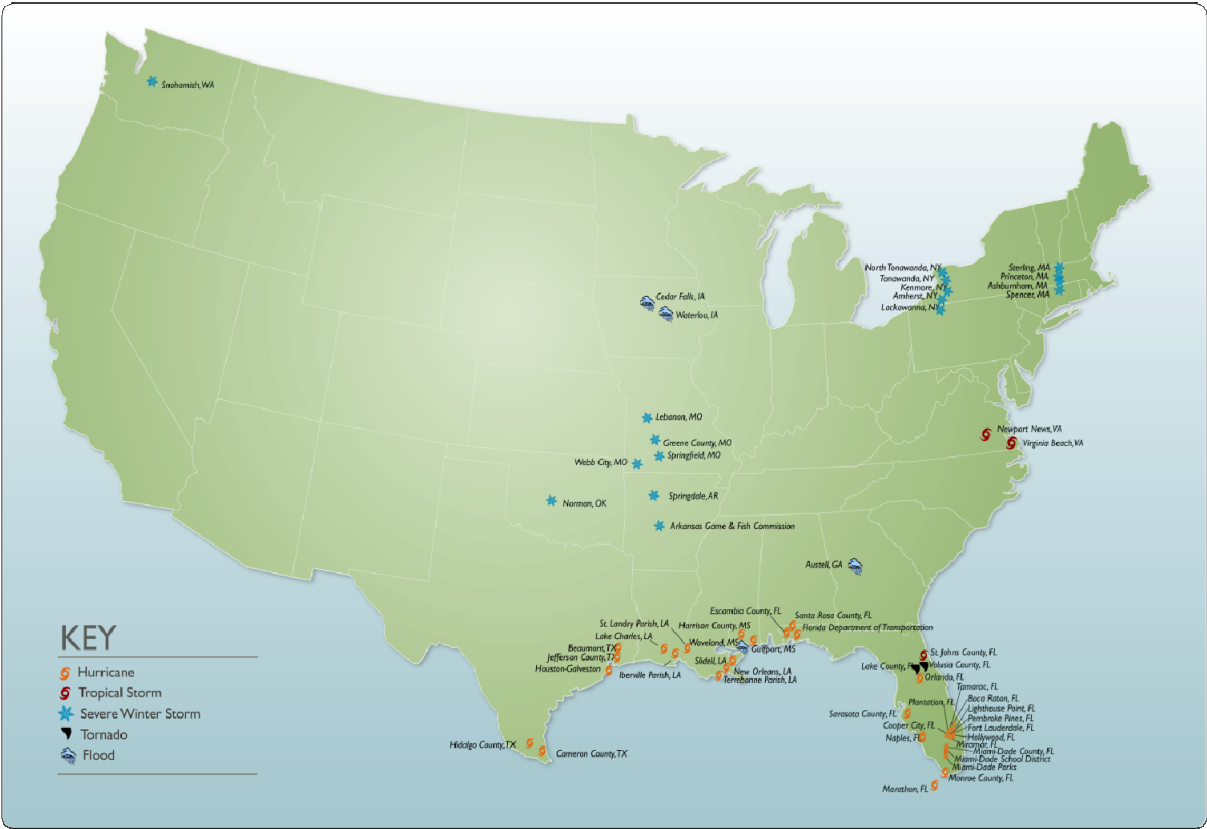 Snohomish, WA
North Tonawanda, NY
Tonawanda, NY
Kenmore, NY
Amherst, NY
Lackawanna, NY
Sterling, MA
Princeton, MA
Ashburnham, MA
Spencer, MA
Cedar Falls, IA
Waterloo, IA
Lebanon, MO
Greene County, MO
Springfield, MO
Webb City, MO
Newport News, VA
Virginia Beach, VA
Norman, OK
Springdale, AR
Arkansas Game & Fish Commission
Austell, GA
Escambia County, FL
Santa Rosa County, FL
Florida Department of Transportation
St. Landry Parish, LA
Harrison County, MS
Lake Charles, LA
Waveland, MS
Gulfport, MS
Beaumont, TX
Jefferson County, TX
Houston-Galveston
Iberville Parish, LA
Slidell, LA
New Orleans, LA
Terrebonne Parish, LA
St. Johns County, FL
Lake County, FL
Volusia County, FL
Orlando, FL
Tamarac, FL
Plantation, FL
Boca Raton, FL
Lighthouse Point, FL
Sarasota County, FL
Pembroke Pines, FL
Cooper City, FL
Fort Lauderdale, FL
Naples, FL
Hollywood, FL
Miramar, FL
Miami-Dade County, FL
Miami-Dade School District
Miami-Dade Parks
Monroe County, FL
Marathon, FL
Hidalgo County, TX
Cameron County, TX
KEY
Hurricane
Tropical Storm
Severe Winter Storm
Tornado
Flood